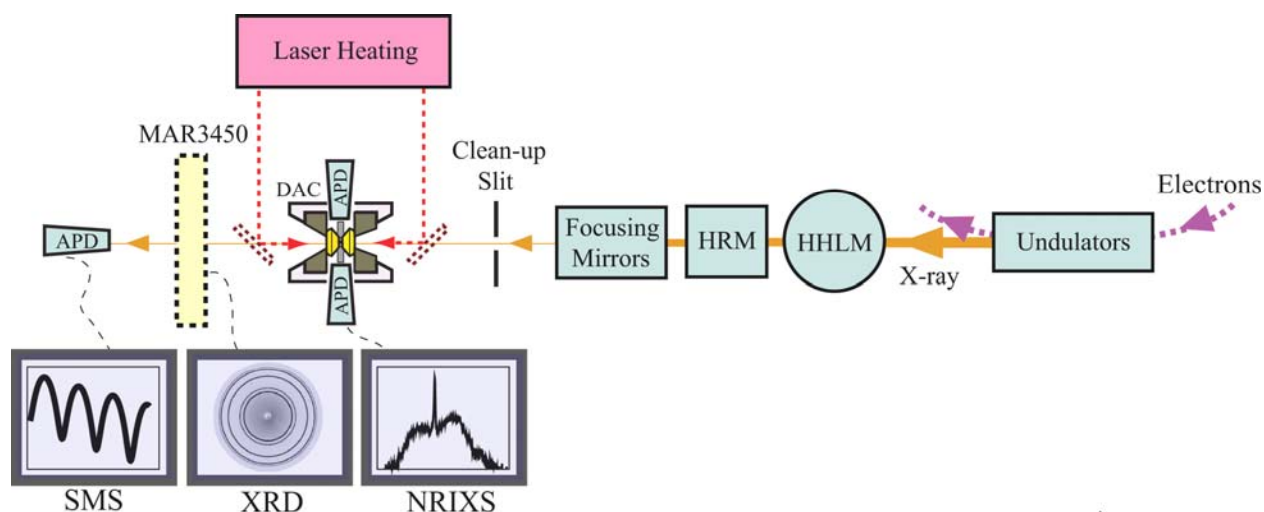 Laser Heating
MAR3450
Clean-up
Slit
DAC
APD
Electrons
APD
Focusing
Mirrors
HRM
HHLM
Undulators
X-ray
APD
SMS
XRD
NRIXS